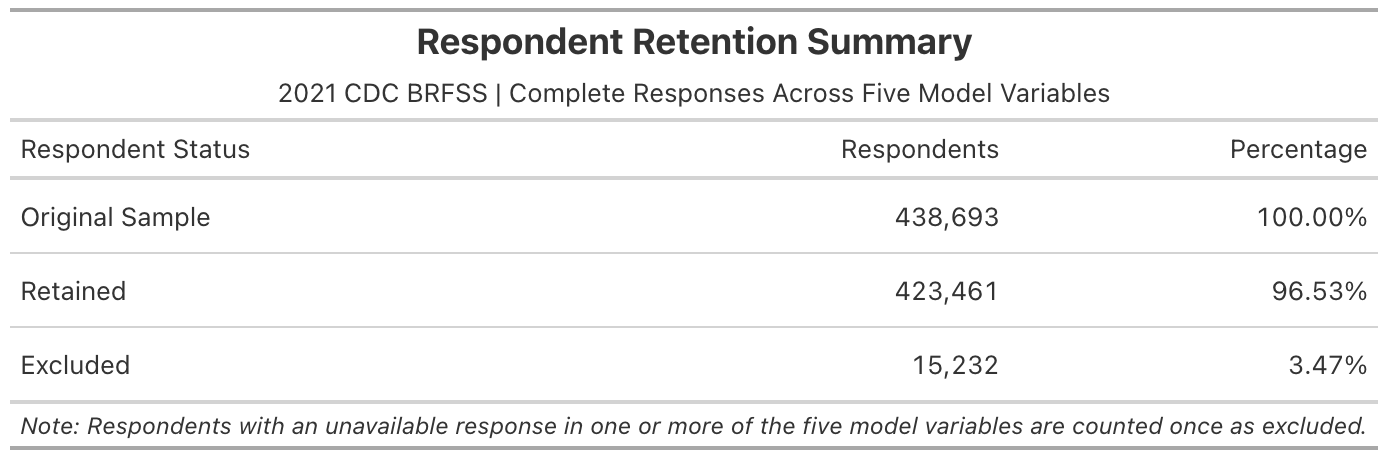 Respondent Retention Summary
2021 CDC BRFSS | Complete Responses Across Five Model Variables
Respondent Status Respondents Percentage
Original Sample 438,693 100.00%
Retained 423,461 96.53%
Excluded 15,232 3.47%
Note: Respondents with an unavailable response in one or more of the five model variables are counted once as excluded.